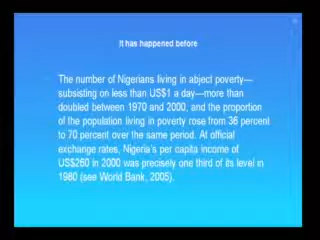 It has happened before
The number of Nigerians living in abject poverty—
subsisting on less than US$1 a day—more than
doubled between 1970 and 2000, and the proportion
of the population living in poverty rose from 36 percent
to 70 percent over the same period. At official
exchange rates, Nigeria's per capita income of
US$260 in 2000 was precisely one third of its level in
1980 (see World Bank, 2005).